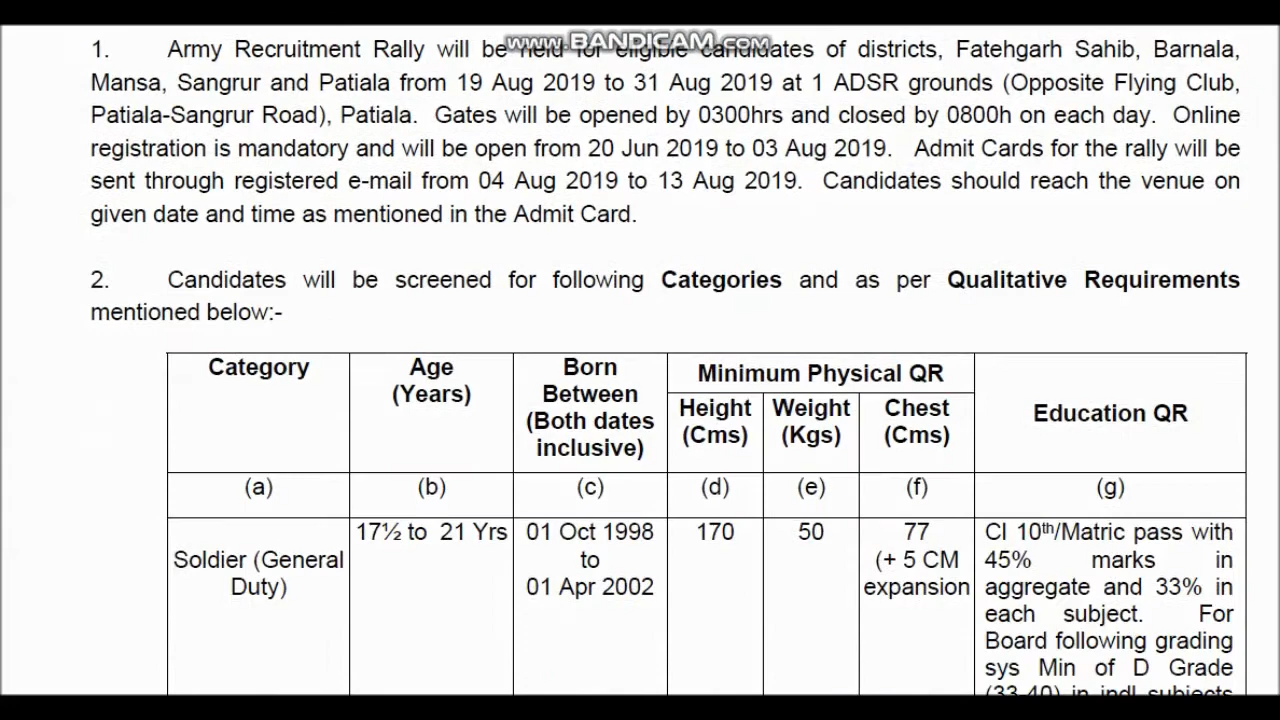 www.BANDICAM.com
1. Army Recruitment Rally will be held for eligible candidates of districts, Fatehgarh Sahib, Barnala,
Mansa, Sangrur and Patiala from 19 Aug 2019 to 31 Aug 2019 at 1 ADSR grounds (Opposite Flying Club,
Patiala-Sangrur Road), Patiala. Gates will be opened by 0300hrs and closed by 0800h on each day. Online
registration is mandatory and will be open from 20 Jun 2019 to 03 Aug 2019. Admit Cards for the rally will be
sent through registered e-mail from 04 Aug 2019 to 13 Aug 2019. Candidates should reach the venue on
given date and time as mentioned in the Admit Card.
2. Candidates will be screened for following Categories and as per Qualitative Requirements
mentioned below:-
Category
Age
(Years)
Born
Between
(Both dates
inclusive)
Minimum Physical QR
Height
(Cms)
Weight
(Kgs)
Chest
(Cms)
Education QR
(a) (b) (c) (d) (e) (f) (g)
Soldier (General
Duty)
17½ to 21 Yrs
01 Oct 1998
to
01 Apr 2002
170
50
77
(+ 5 CM
expansion
Cl 10th/Matric pass with
45% marks in
aggregate and 33% in
each subject. For
Board following grading
sys Min of D Grade
(33-40) in indl subjects